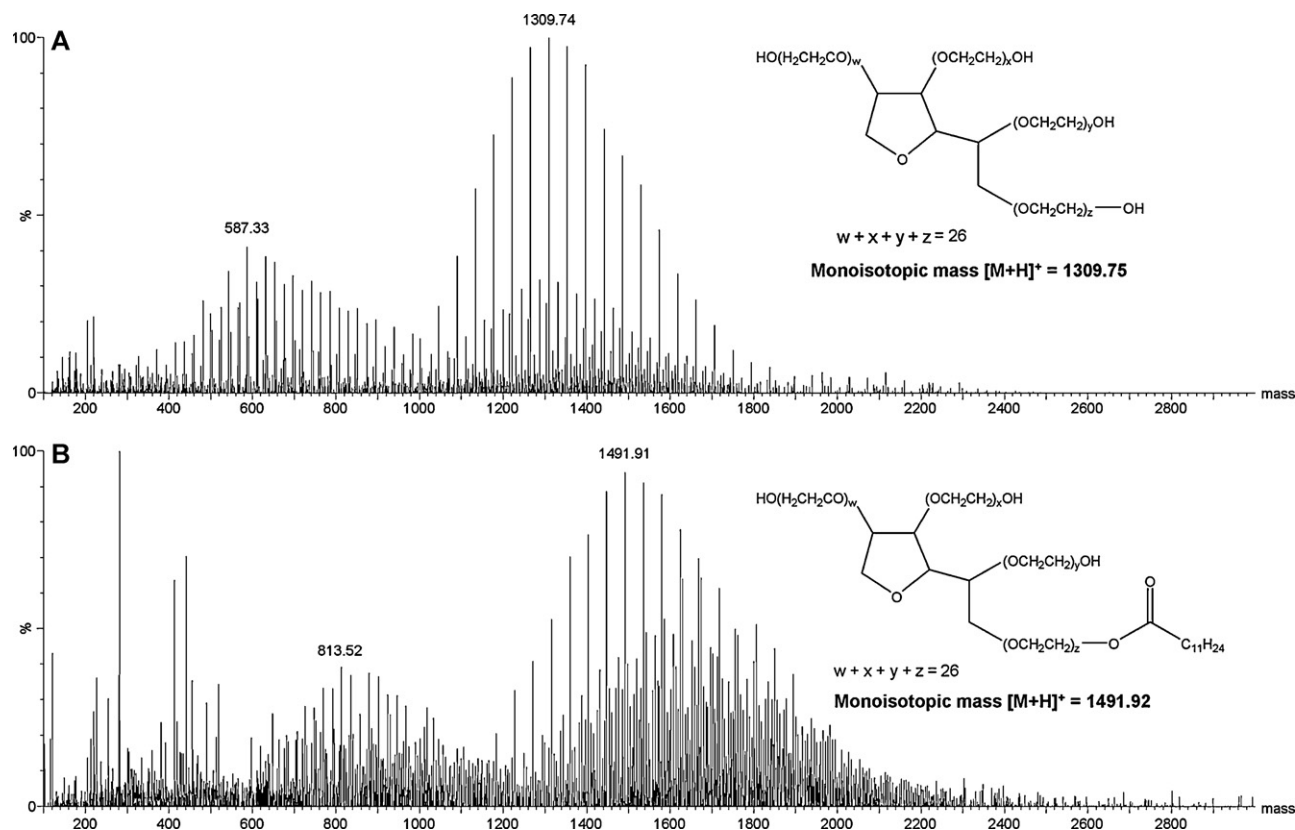 A
1309.74
100
587.33
%
0
200 400 600 800 1000 1200 1400 1600 1800 2000 2200 2400 2600 2800 mass
HO(H₂CH₂CO)w (OCH₂CH₂)xOH
(OCH₂CH₂)yOH
O
(OCH₂CH₂)z—OH
w + x + y + z = 26
Monoisotopic mass [M+H]⁺ = 1309.75
B
1491.91
100
813.52
%
0
200 400 600 800 1000 1200 1400 1600 1800 2000 2200 2400 2600 2800 mass
HO(H₂CH₂CO)w (OCH₂CH₂)xOH
(OCH₂CH₂)yOH
O
O
(OCH₂CH₂)z—O C₁₁H₂₄
w + x + y + z = 26
Monoisotopic mass [M+H]⁺ = 1491.92